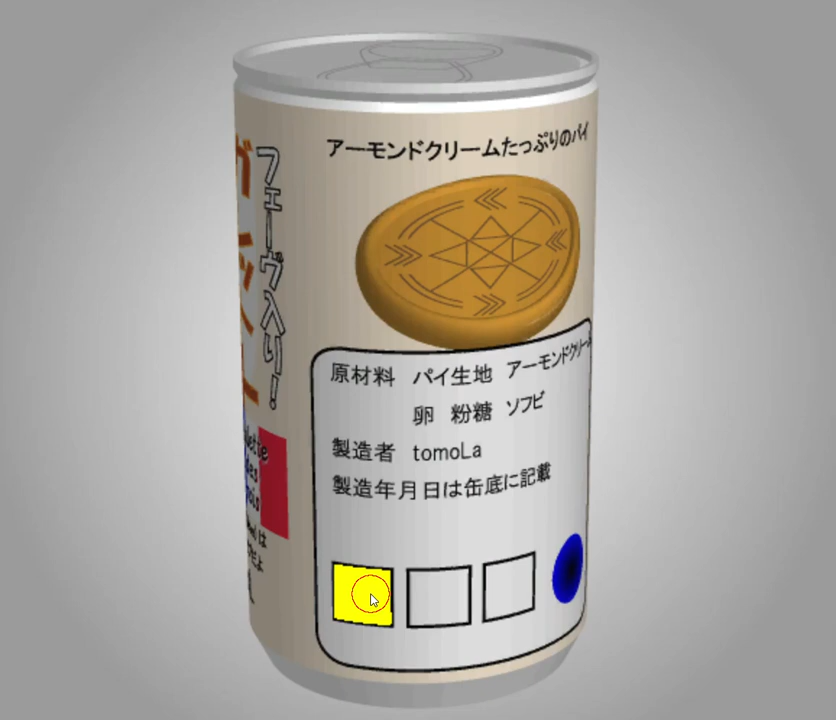 アーモンドクリームたっぷりのパイ
フェーヴ入り!
原材料 パイ生地 アーモンドクリーム
卵 粉糖 ソフビ
製造者 tomoLa
製造年月日は缶底に記載
des